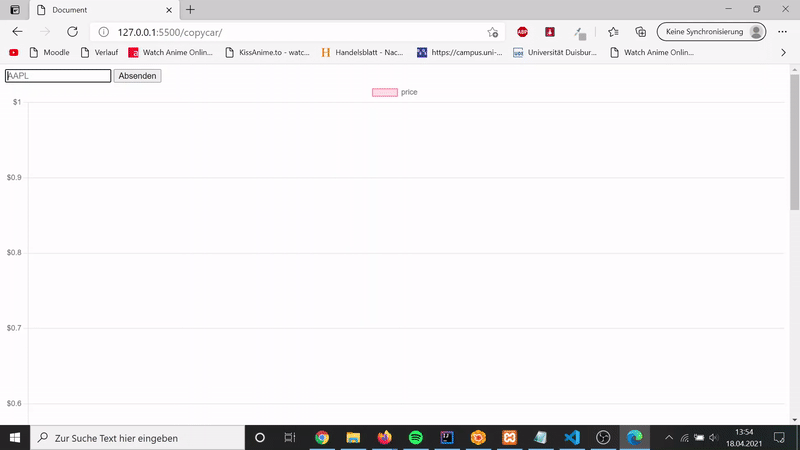 Document
127.0.0.1:5500/copycar/
Keine Synchronisierung
Moodle
Verlauf
Watch Anime Onlin...
KissAnime.to - watc...
Handelsblatt - Nac...
https://campus.uni-...
Universität Duisbur...
Watch Anime Onlin...
AAPL
Absenden
price
$1
$0.9
$0.8
$0.7
$0.6
Zur Suche Text hier eingeben
13:54
18.04.2021